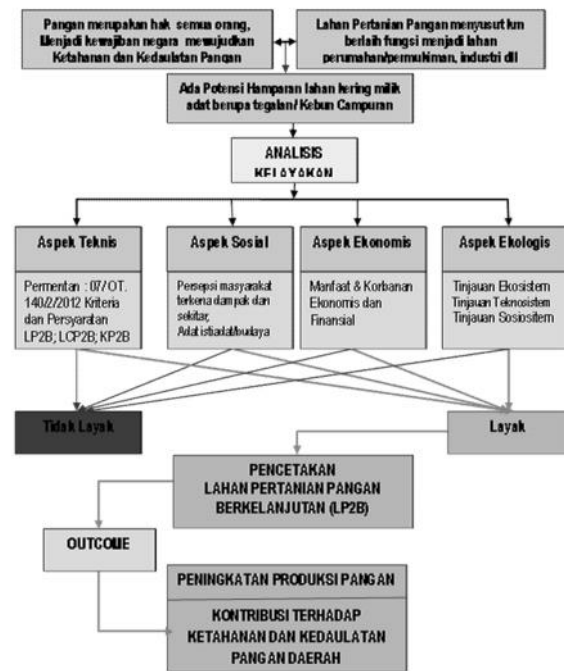 Pangan merupakan hak semua orang,
Menjadi kewajiban negara mewujudkan
Ketahanan dan Kedaulatan Pangan
Lahan Pertanian Pangan menyusut krn
berlaih fungsi menjadi lahan
perumahan/permukiman, industri dll
Ada Potensi Hamparan lahan kering milik
adat berupa tegalan/ Kebun Campuran
ANALISIS
KELAYAKAN
Aspek Teknis
Permentan : 07/ OT.
140/2/2012 Kriteria
dan Persyaratan
LP2B; LCP2B; KP2B
Aspek Sosial
Persepsi masyarakat
terkena dampak dan
sekitar,
Adat istiadat/budaya
Aspek Ekonomis
Manfaat & Korbanan
Ekonomis dan
Finansial
Aspek Ekologis
Tinjauan Ekosistem
Tinjauan Teknosistem
Tinjauan Sosiositem
Tidak Layak
Layak
PENCETAKAN
LAHAN PERTANIAN PANGAN
BERKELANJUTAN (LP2B)
OUTCOME
PENINGKATAN PRODUKSI PANGAN
KONTRIBUSI TERHADAP
KETAHANAN DAN KEDAULATAN
PANGAN DAERAH